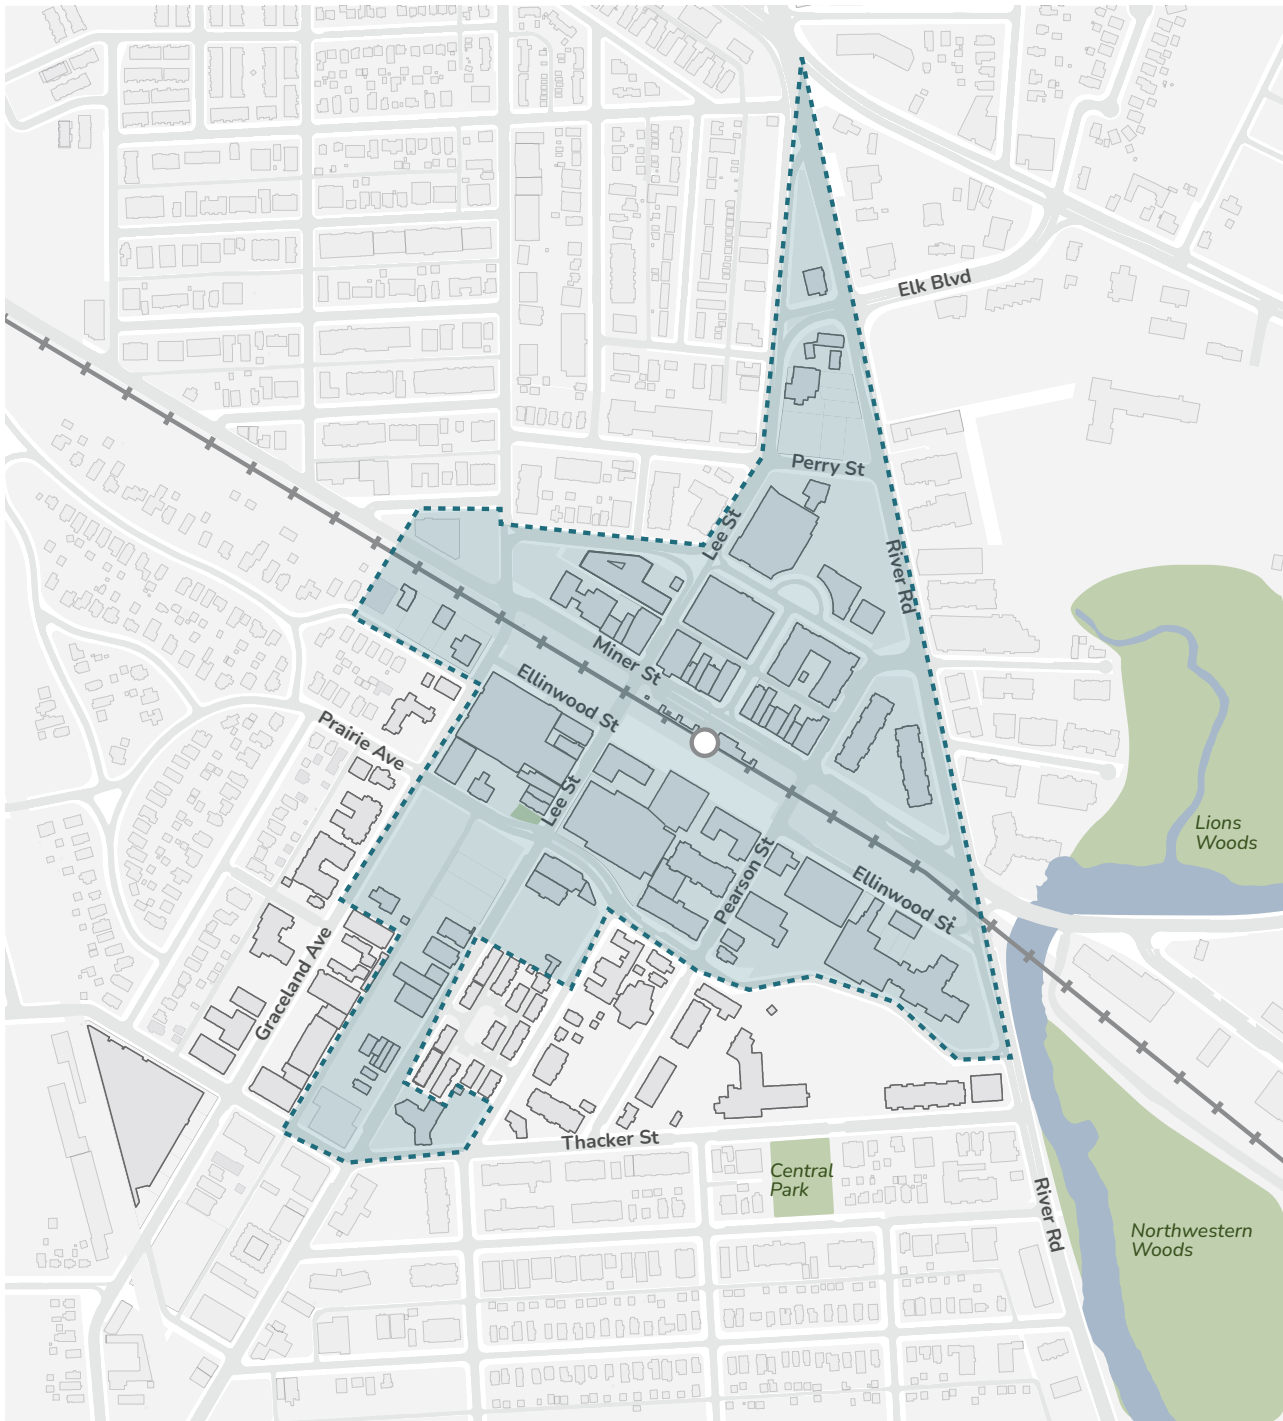 Elk Blvd
Perry St
Lee St
River Rd
Miner St
Ellinwood St
Prairie Ave
Lee St
Pearson St
Ellinwood St
Lions
Woods
Graceland Ave
Thacker St
Central
Park
River Rd
Northwestern
Woods